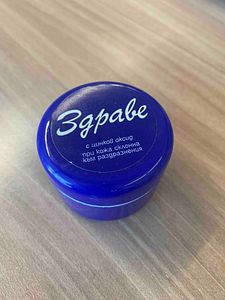 Здраве
с цинков оксид
при кожа склонна
към раздразнения